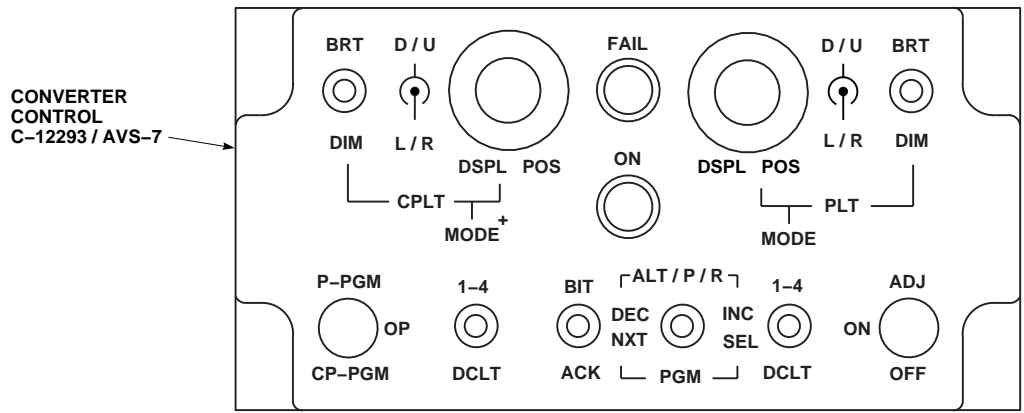 CONVERTER
CONTROL
C–12293 / AVS–7
BRT D / U FAIL D / U BRT
DIM L / R DSPL POS ON DSPL POS L / R DIM
CPLT PLT
MODE + MODE
P–PGM 1–4 BIT ALT / P / R 1–4 ADJ
OP DEC INC ON
NXT SEL
CP–PGM DCLT ACK PGM DCLT OFF